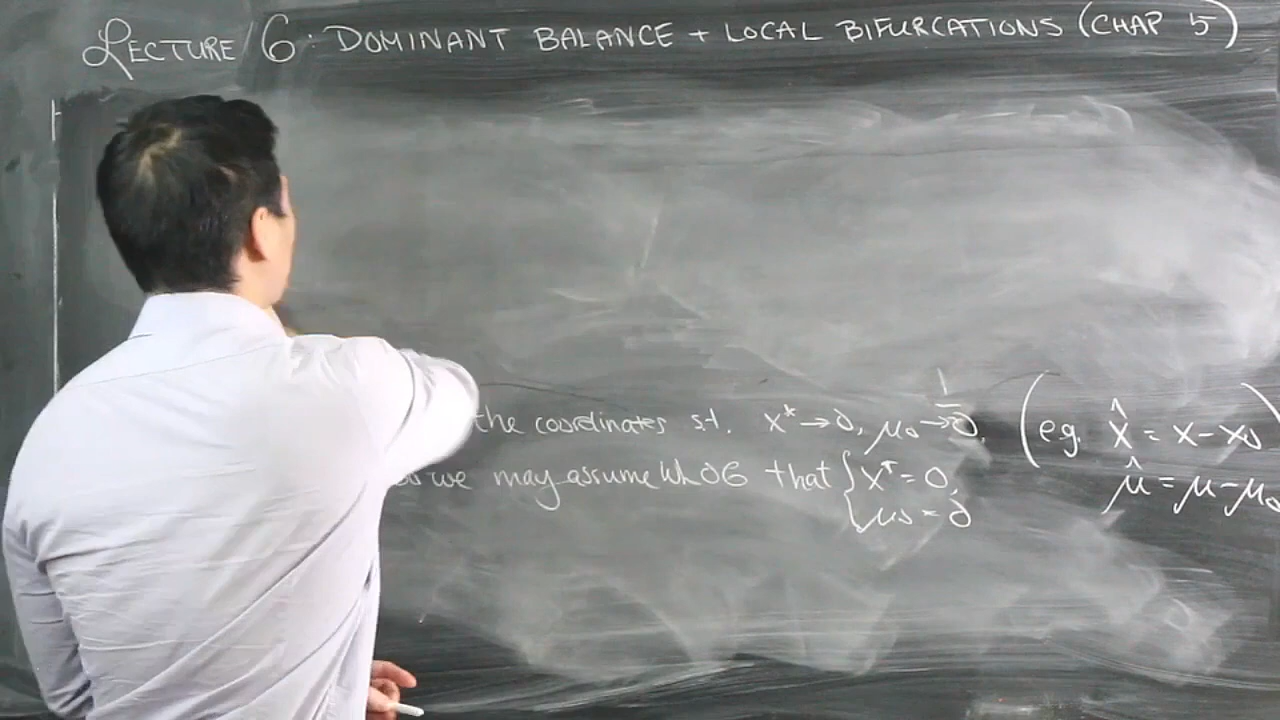 LECTURE 6: DOMINANT BALANCE + LOCAL BIFURCATIONS (CHAP 5)
the coordinates s.t. x* → 0, μ₀ → 0. (e.g. x̂ = x - x₀)
we may assume WLOG that { x* = 0, μ̂ = μ - μ₀
μ₀ = 0